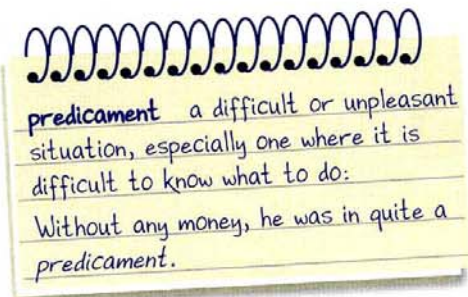 predicament a difficult or unpleasant
situation, especially one where it is
difficult to know what to do:
Without any money, he was in quite a
predicament.